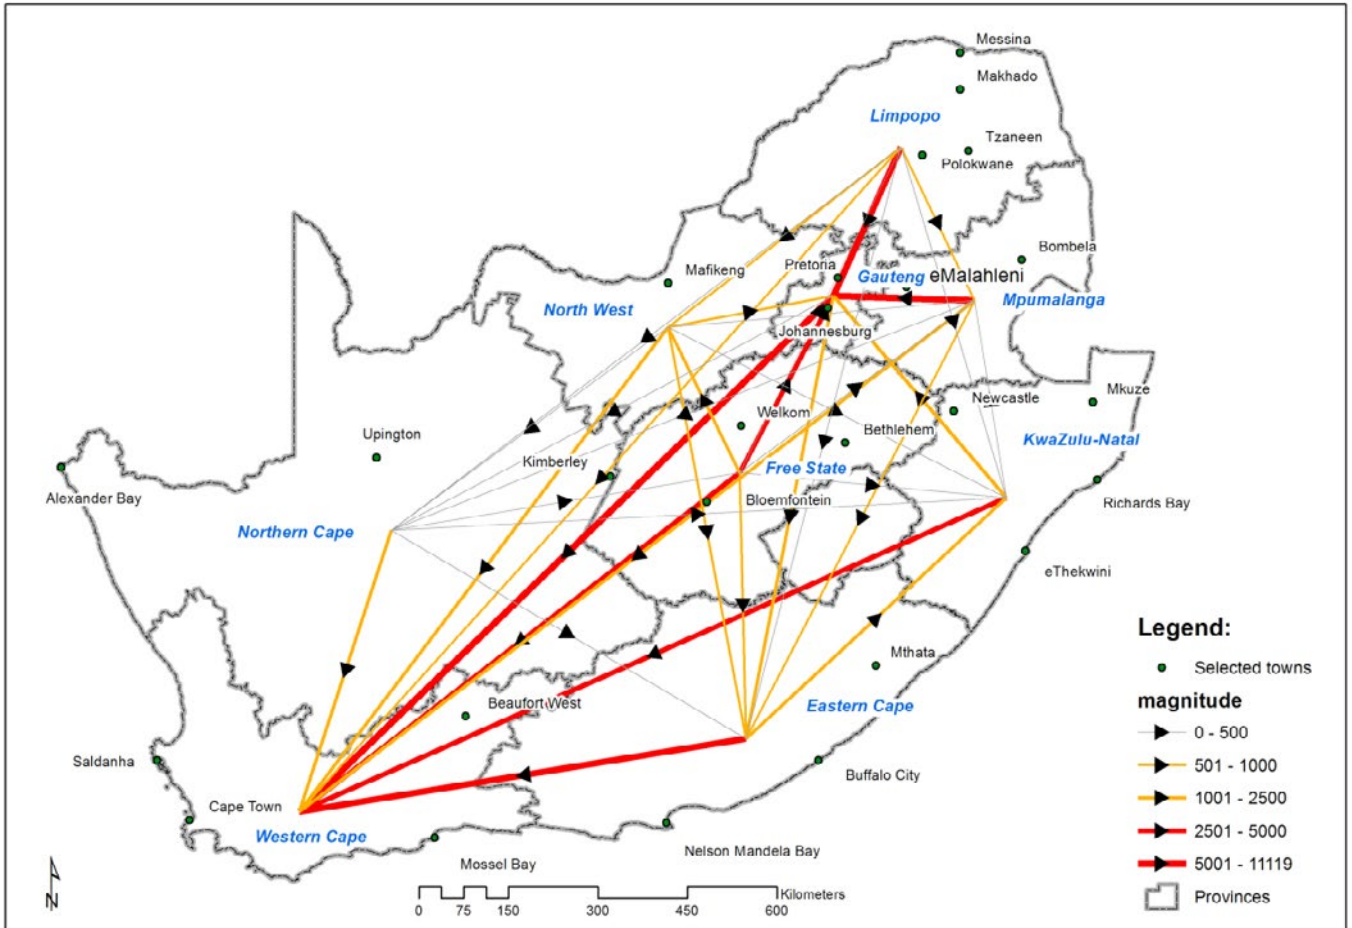 Messina
Makhado
Limpopo
Tzaneen
Polokwane
Bombela
Mafikeng
Pretoria
Gauteng
eMalahleni
North West
Mpumalanga
Johannesburg
Newcastle
Mkuze
Welkom
Upington
Bethlehem
KwaZulu-Natal
Kimberley
Free State
Alexander Bay
Bloemfontein
Richards Bay
Northern Cape
eThekwini
Legend:
Mthata
Selected towns
Beaufort West
magnitude
Eastern Cape
0 - 500
Saldanha
501 - 1000
Buffalo City
1001 - 2500
Cape Town
Western Cape
2501 - 5000
Nelson Mandela Bay
Mossel Bay
5001 - 11119
Kilometers
Provinces
N
0 75 150 300 450 600